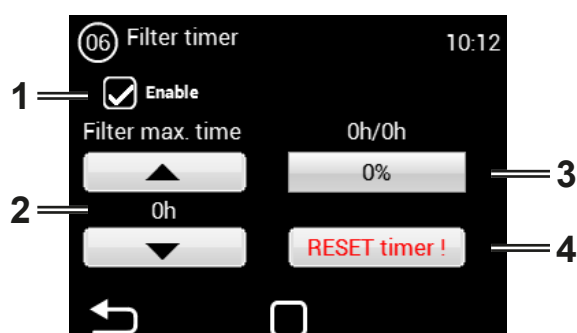 06 Filter timer 10:12
1 Enable
Filter max. time 0h/0h
0% 3
2 0h
RESET timer ! 4